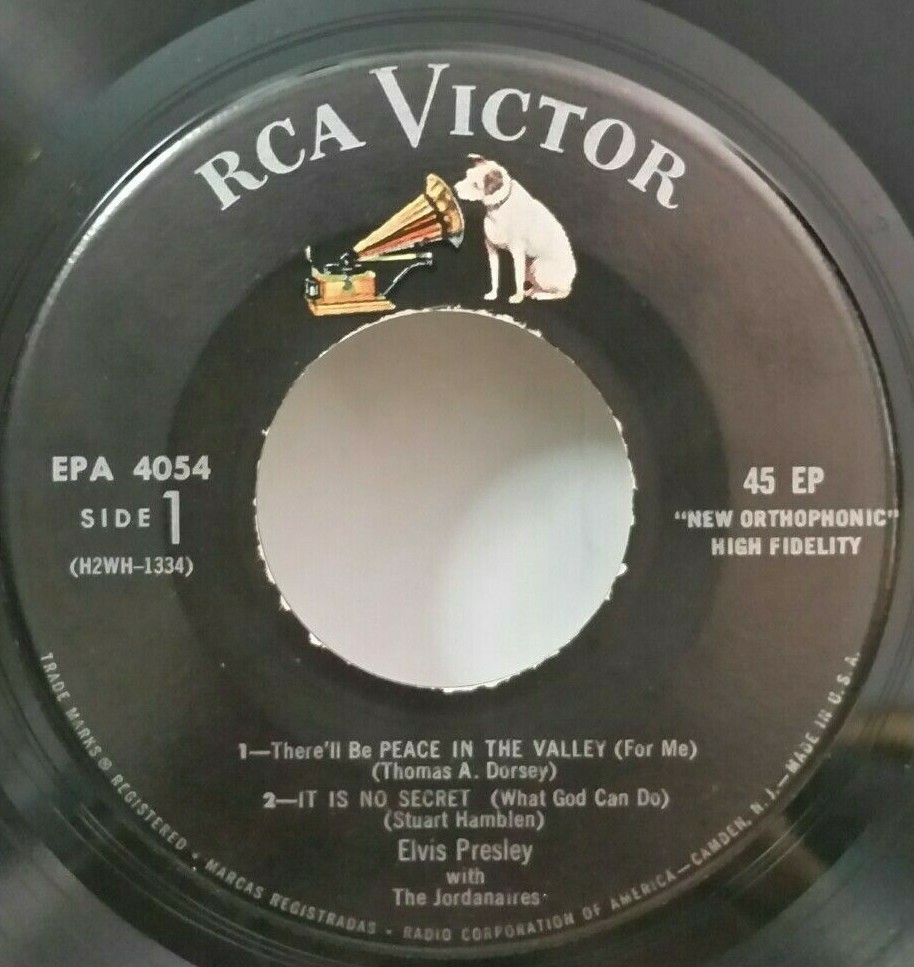 RCA VICTOR
EPA 4054
SIDE 1
(H2WH-1334)
45 EP
"NEW ORTHOPHONIC"
HIGH FIDELITY
1—There'll Be PEACE IN THE VALLEY (For Me)
(Thomas A. Dorsey)
2—IT IS NO SECRET (What God Can Do)
(Stuart Hamblen)
Elvis Presley
with
The Jordanaires
TRADE MARKS ® REGISTERED • MARCAS REGISTRADAS • RADIO CORPORATION OF AMERICA—CAMDEN, N. J.—MADE IN U.S.A.